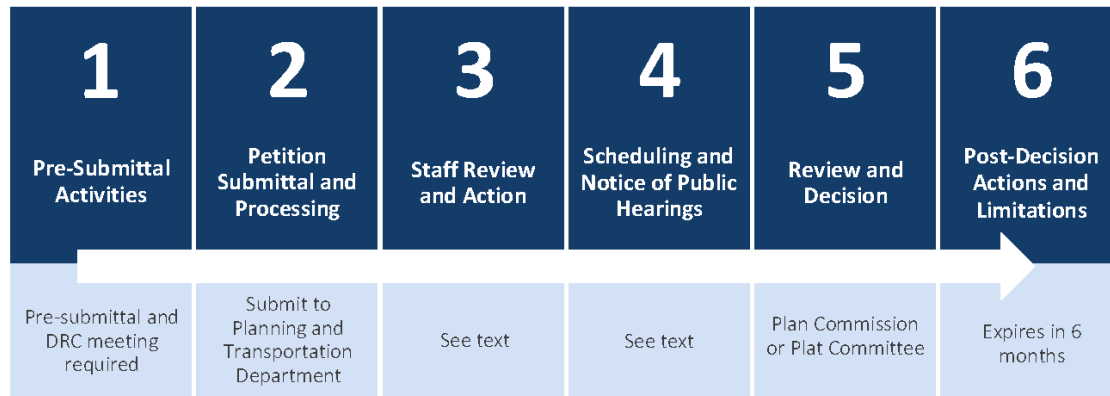 1
Pre-Submittal
Activities
Pre-submittal and
DRC meeting
required
2
Petition
Submittal and
Processing
Submit to
Planning and
Transportation
Department
3
Staff Review
and Action
See text
4
Scheduling and
Notice of Public
Hearings
See text
5
Review and
Decision
Plan Commission
or Plat Committee
6
Post-Decision
Actions and
Limitations
Expires in 6
months